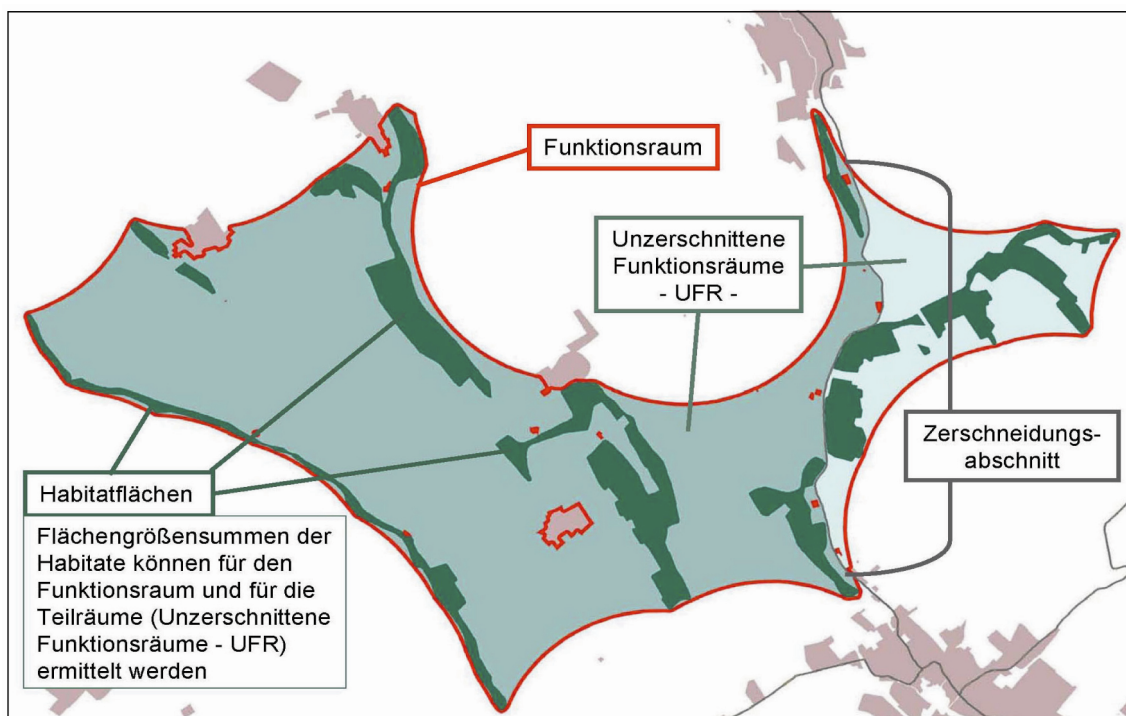 Funktionsraum
Unzerschnittene
Funktionsräume
- UFR -
Zerschneidungs-
abschnitt
Habitatflächen
Flächengrößensummen der
Habitate können für den
Funktionsraum und für die
Teilräume (Unzerschnittene
Funktionsräume - UFR)
ermittelt werden